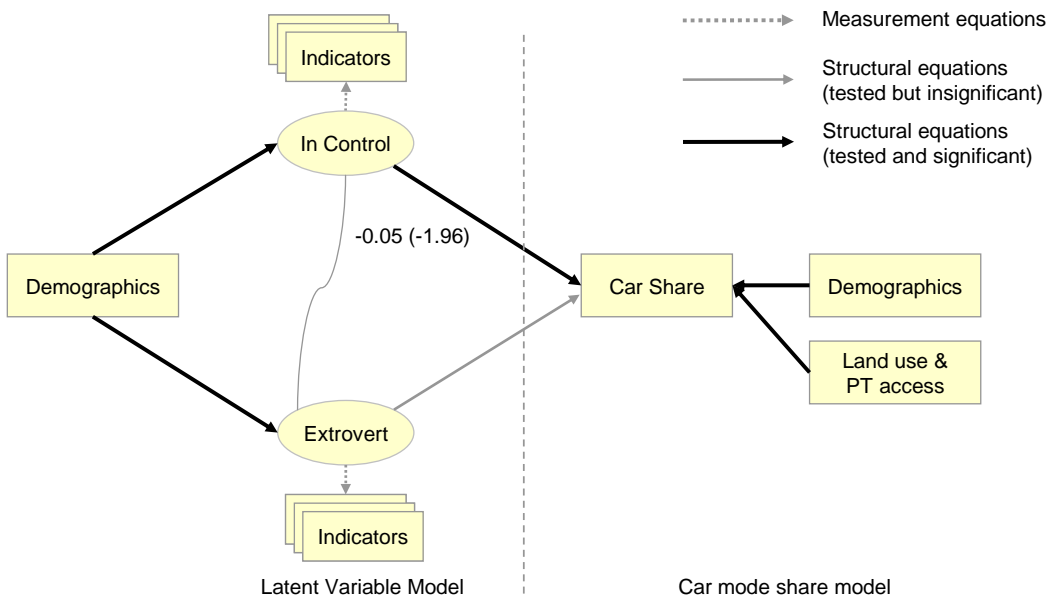 Measurement equations
Indicators
Structural equations
(tested but insignificant)
In Control
Structural equations
(tested and significant)
-0.05 (-1.96)
Demographics
Car Share
Demographics
Land use &
PT access
Extrovert
Indicators
Latent Variable Model
Car mode share model